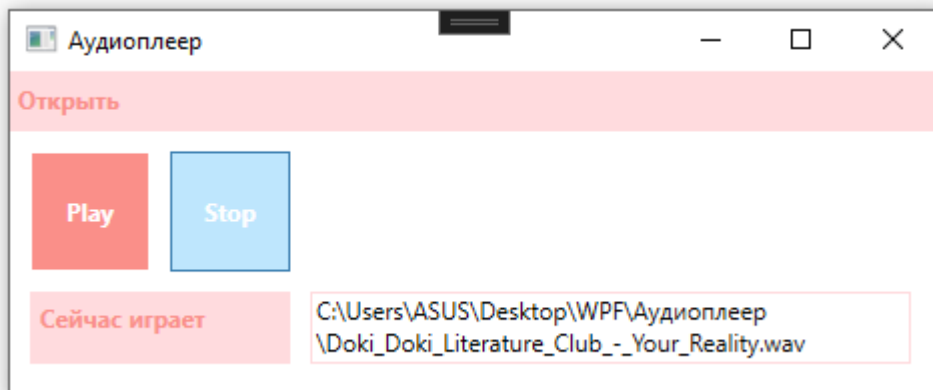 Аудиоплеер
Открыть
Play
Stop
Сейчас играет
C:\Users\ASUS\Desktop\WPF\Аудиоплеер
\Doki_Doki_Literature_Club_-_Your_Reality.wav